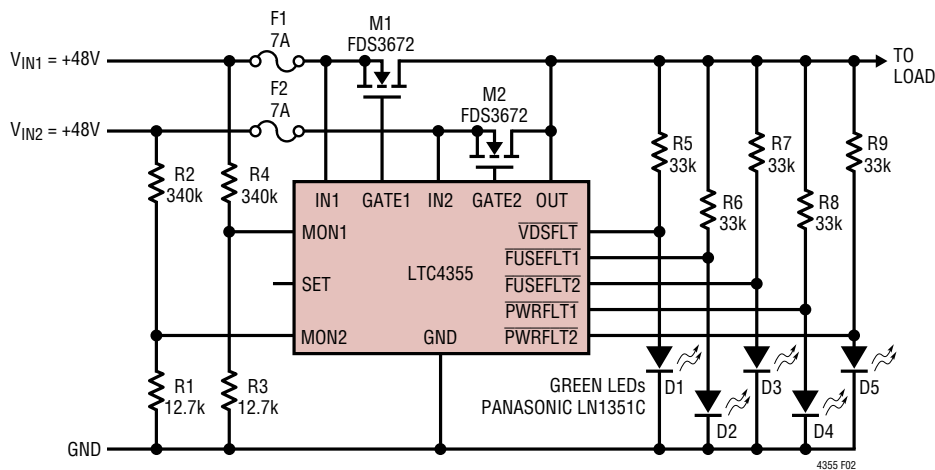 F1
7A
M1
FDS3672
VIN1 = +48V
TO
LOAD
F2
7A
M2
FDS3672
VIN2 = +48V
R2
340k
R4
340k
R5
33k
R7
33k
R9
33k
R6
33k
R8
33k
IN1 GATE1 IN2 GATE2 OUT
MON1
VDSFLT
FUSEFLT1
LTC4355
SET
FUSEFLT2
PWRFLT1
MON2
GND
PWRFLT2
R1
12.7k
R3
12.7k
GREEN LEDs
PANASONIC LN1351C
D1
D3
D5
D2
D4
GND
4355 F02